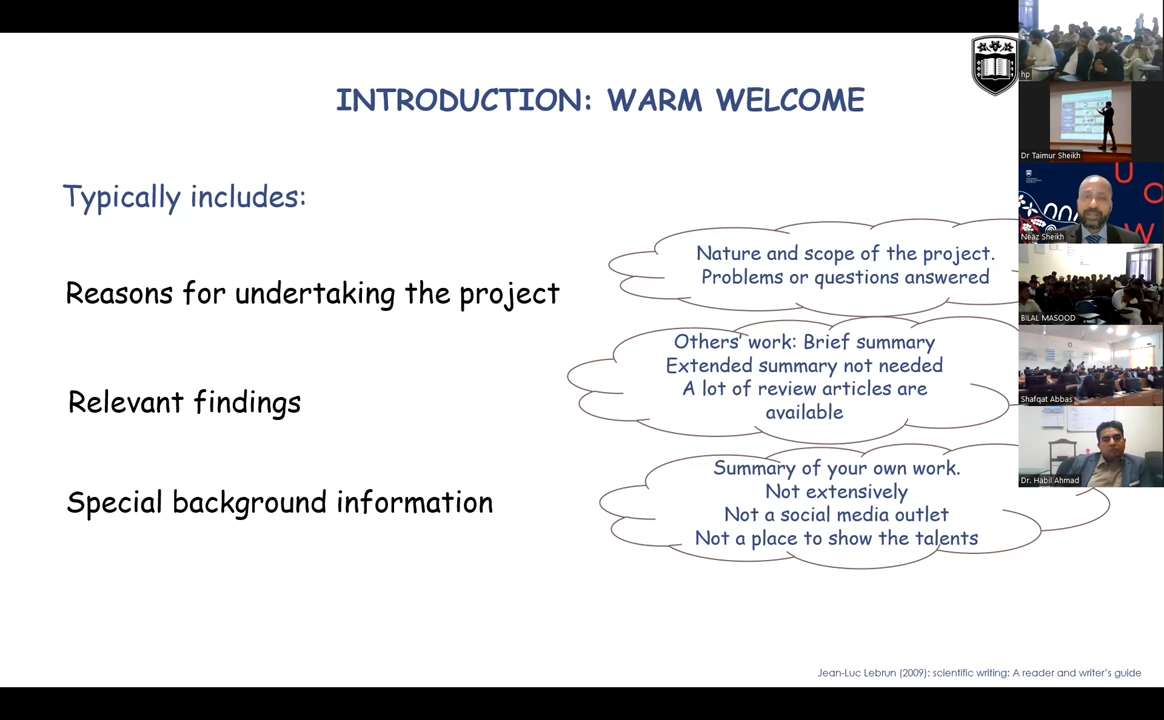 INTRODUCTION: WARM WELCOME
Typically includes:
Reasons for undertaking the project
Nature and scope of the project.
Problems or questions answered
Relevant findings
Others' work: Brief summary
Extended summary not needed
A lot of review articles are
available
Special background information
Summary of your own work.
Not extensively
Not a social media outlet
Not a place to show the talents
Jean-Luc Lebrun (2009): scientific writing: A reader and writer's guide
hp
Dr Taimur Sheikh
U
O
W
Neaz Sheikh
BILAL MASOOD
Shafqat Abbas
Dr. Habil Ahmad